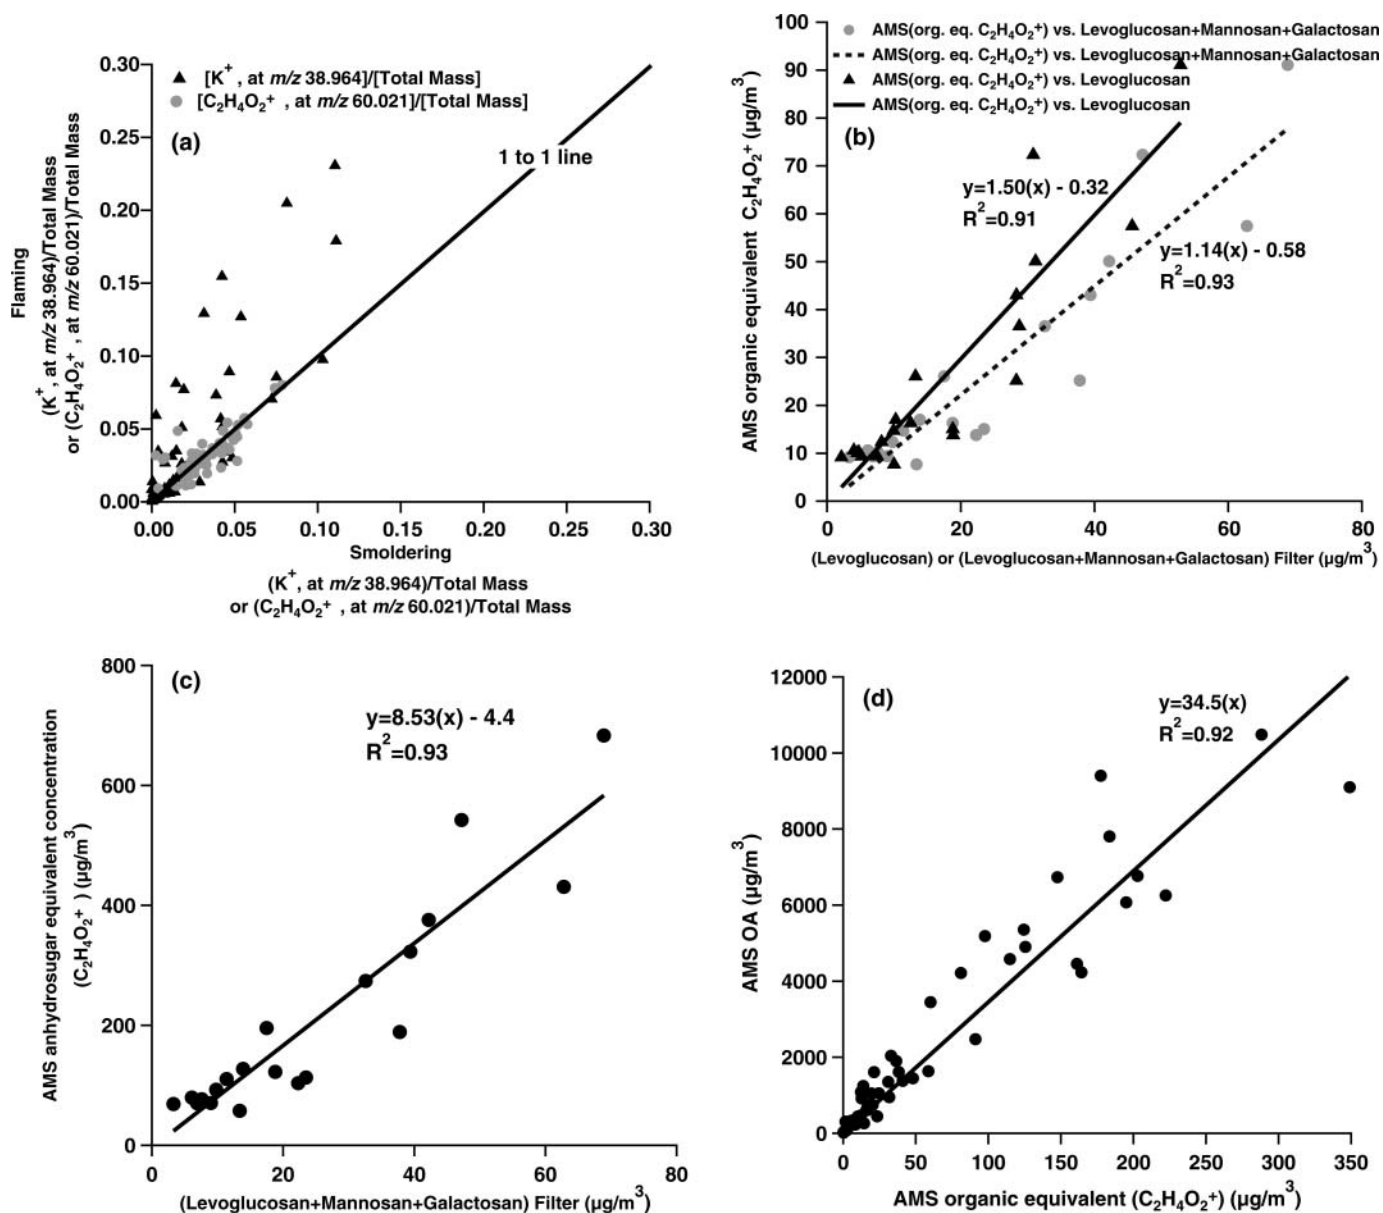 0.30
0.25
0.20
0.15
0.10
0.05
0.00
0.00 0.05 0.10 0.15 0.20 0.25 0.30
Flaming
(K⁺, at m/z 38.964)/Total Mass
or (C₂H₄O₂⁺, at m/z 60.021)/Total Mass
[K⁺, at m/z 38.964]/[Total Mass]
[C₂H₄O₂⁺, at m/z 60.021]/[Total Mass]
(a)
1 to 1 line
Smoldering
(K⁺, at m/z 38.964)/Total Mass
or (C₂H₄O₂⁺, at m/z 60.021)/Total Mass
100
90
80
70
60
50
40
30
20
10
0
0 20 40 60 80
AMS organic equivalent C₂H₄O₂⁺ (µg/m³)
AMS(org. eq. C₂H₄O₂⁺) vs. Levoglucosan+Mannosan+Galactosan
AMS(org. eq. C₂H₄O₂⁺) vs. Levoglucosan+Mannosan+Galactosan
AMS(org. eq. C₂H₄O₂⁺) vs. Levoglucosan
AMS(org. eq. C₂H₄O₂⁺) vs. Levoglucosan
(b)
y=1.50(x) - 0.32
R²=0.91
y=1.14(x) - 0.58
R²=0.93
(Levoglucosan) or (Levoglucosan+Mannosan+Galactosan) Filter (µg/m³)
800
600
400
200
0
0 20 40 60 80
AMS anhydrosugar equivalent concentration
(C₂H₄O₂⁺) (µg/m³)
(c)
y=8.53(x) - 4.4
R²=0.93
(Levoglucosan+Mannosan+Galactosan) Filter (µg/m³)
12000
10000
8000
6000
4000
2000
0
0 50 100 150 200 250 300 350
AMS OA (µg/m³)
(d)
y=34.5(x)
R²=0.92
AMS organic equivalent (C₂H₄O₂⁺) (µg/m³)